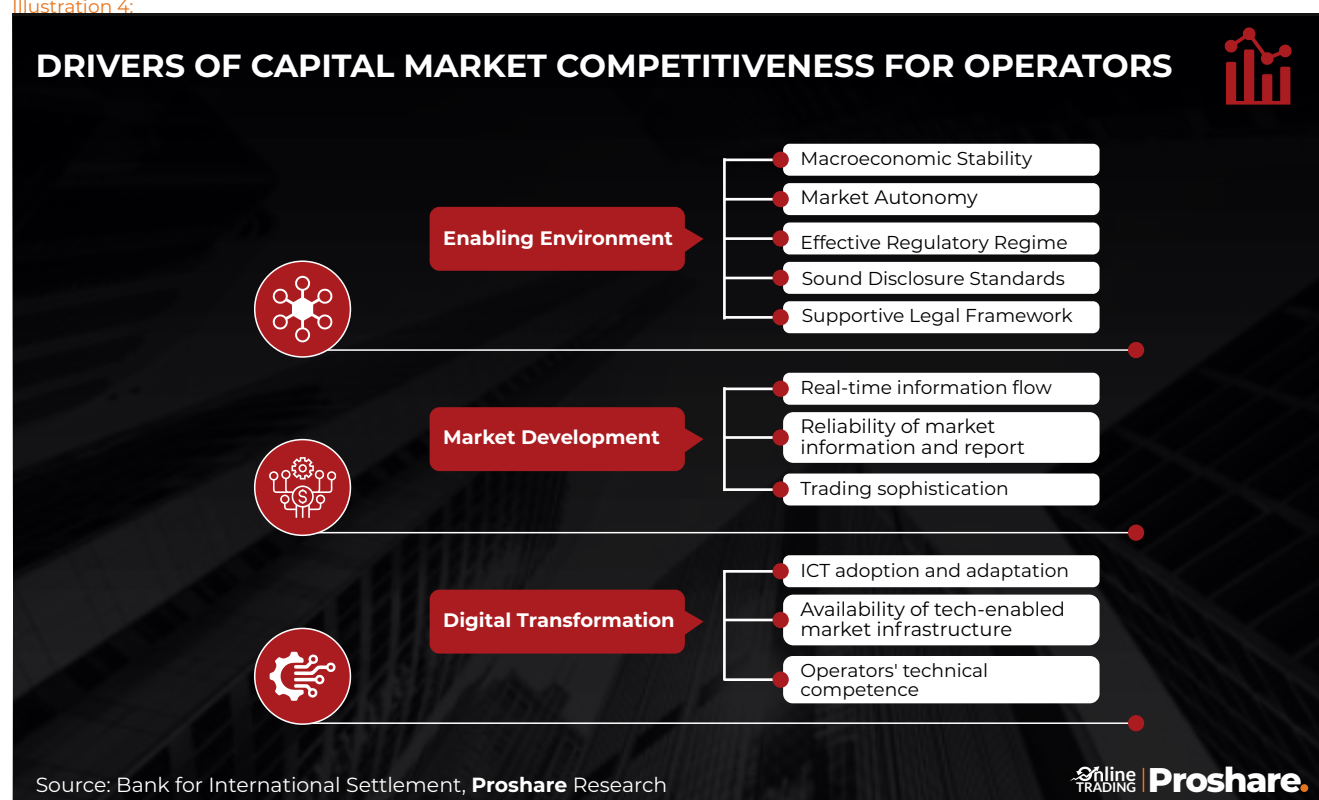 Illustration 4:
DRIVERS OF CAPITAL MARKET COMPETITIVENESS FOR OPERATORS
Enabling Environment
Macroeconomic Stability
Market Autonomy
Effective Regulatory Regime
Sound Disclosure Standards
Supportive Legal Framework
Market Development
Real-time information flow
Reliability of market
information and report
Trading sophistication
Digital Transformation
ICT adoption and adaptation
Availability of tech-enabled
market infrastructure
Operators' technical
competence
Source: Bank for International Settlement, Proshare Research
Online
TRADING
Proshare.